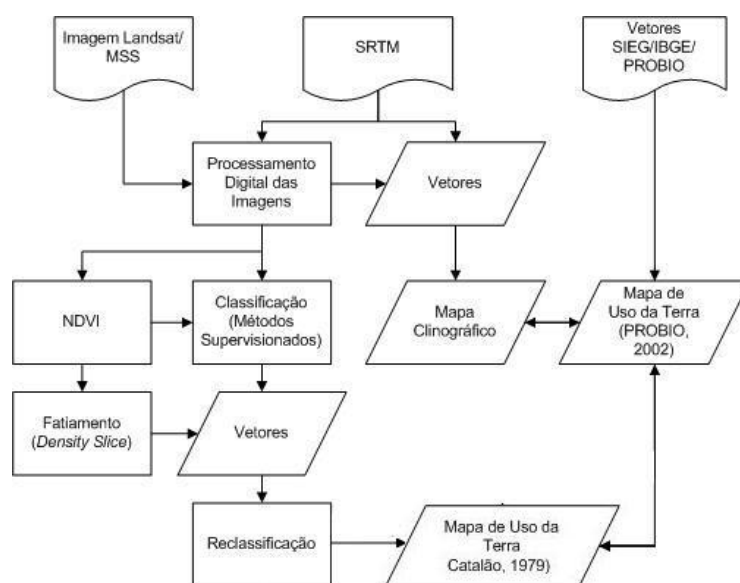 Imagem Landsat/
MSS
SRTM
Vetores
SIEG/IBGE/
PROBIO
Processamento
Digital das
Imagens
Vetores
NDVI
Classificação
(Métodos
Supervisionados)
Mapa
Clinográfico
Mapa de
Uso da Terra
(PROBIO,
2002)
Fatiamento
(Density Slice)
Vetores
Reclassificação
Mapa de Uso da
Terra
Catalão, 1979)